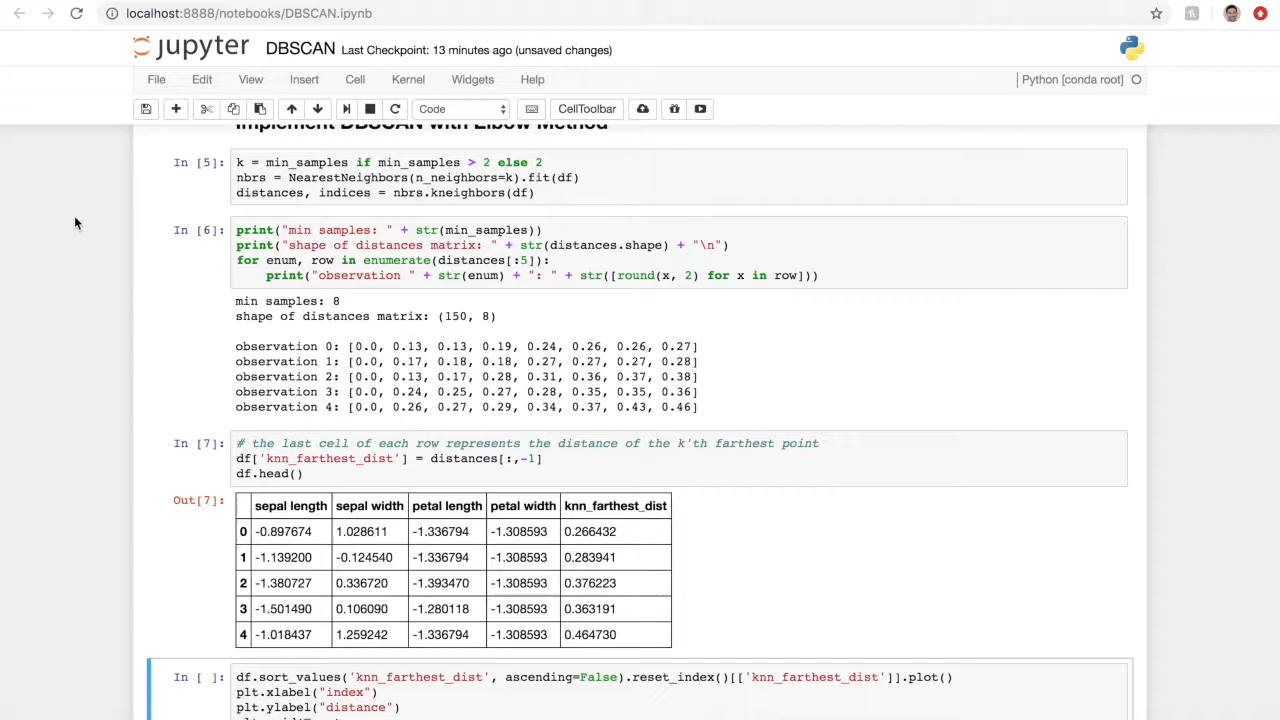 localhost:8888/notebooks/DBSCAN.ipynb
jupyter DBSCAN Last Checkpoint: 13 minutes ago (unsaved changes)
File Edit View Insert Cell Kernel Widgets Help Python [conda root]
Code CellToolbar
Implement DBSCAN with Elbow Method
In [5]: k = min_samples if min_samples > 2 else 2
nbrs = NearestNeighbors(n_neighbors=k).fit(df)
distances, indices = nbrs.kneighbors(df)
In [6]: print("min samples: " + str(min_samples))
print("shape of distances matrix: " + str(distances.shape) + "\n")
for enum, row in enumerate(distances[:5]):
    print("observation " + str(enum) + ": " + str([round(x, 2) for x in row]))
min samples: 8
shape of distances matrix: (150, 8)
observation 0: [0.0, 0.13, 0.13, 0.19, 0.24, 0.26, 0.26, 0.27]
observation 1: [0.0, 0.17, 0.18, 0.18, 0.27, 0.27, 0.27, 0.28]
observation 2: [0.0, 0.13, 0.17, 0.28, 0.31, 0.36, 0.37, 0.38]
observation 3: [0.0, 0.24, 0.25, 0.27, 0.28, 0.35, 0.35, 0.36]
observation 4: [0.0, 0.26, 0.27, 0.29, 0.34, 0.37, 0.43, 0.46]
In [7]: # the last cell of each row represents the distance of the k'th farthest point
df['knn_farthest_dist'] = distances[:,-1]
df.head()
Out[7]: sepal length sepal width petal length petal width knn_farthest_dist
0 -0.897674 1.028611 -1.336794 -1.308593 0.266432
1 -1.139200 -0.124540 -1.336794 -1.308593 0.283941
2 -1.380727 0.336720 -1.393470 -1.308593 0.376223
3 -1.501490 0.106090 -1.280118 -1.308593 0.363191
4 -1.018437 1.259242 -1.336794 -1.308593 0.464730
In [ ]: df.sort_values('knn_farthest_dist', ascending=False).reset_index()[['knn_farthest_dist']].plot()
plt.xlabel("index")
plt.ylabel("distance")